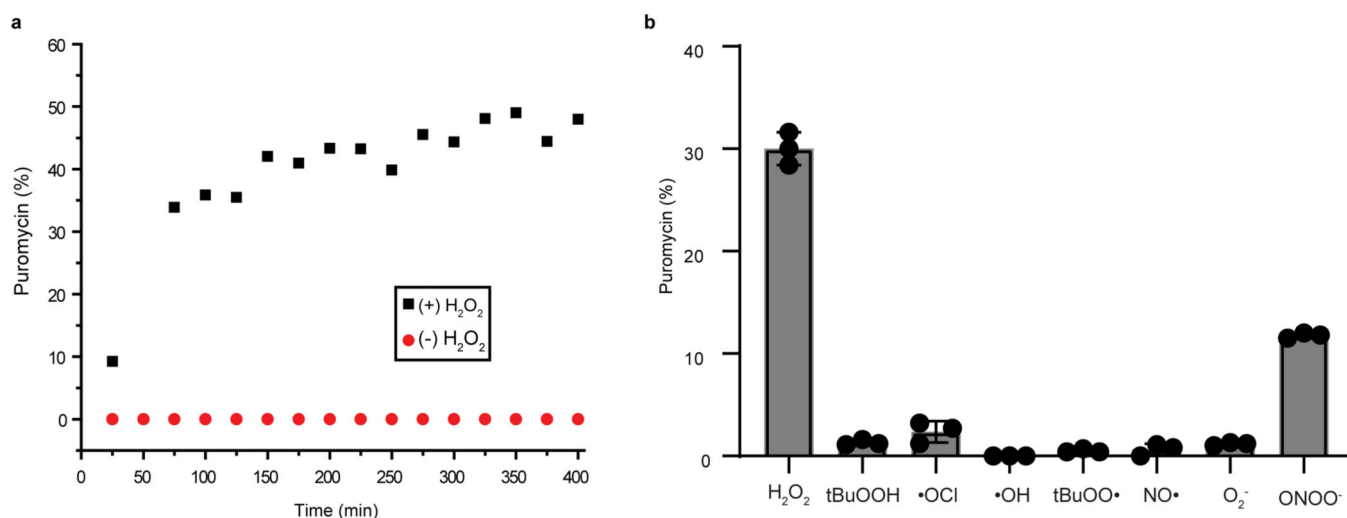 a
60
50
40
30
20
10
0
Puromycin (%)
(+) H₂O₂
(-) H₂O₂
0 50 100 150 200 250 300 350 400
Time (min)
b
40
30
20
10
0
Puromycin (%)
H₂O₂ tBuOOH •OCl •OH tBuOO• NO• O₂⁻ ONOO⁻